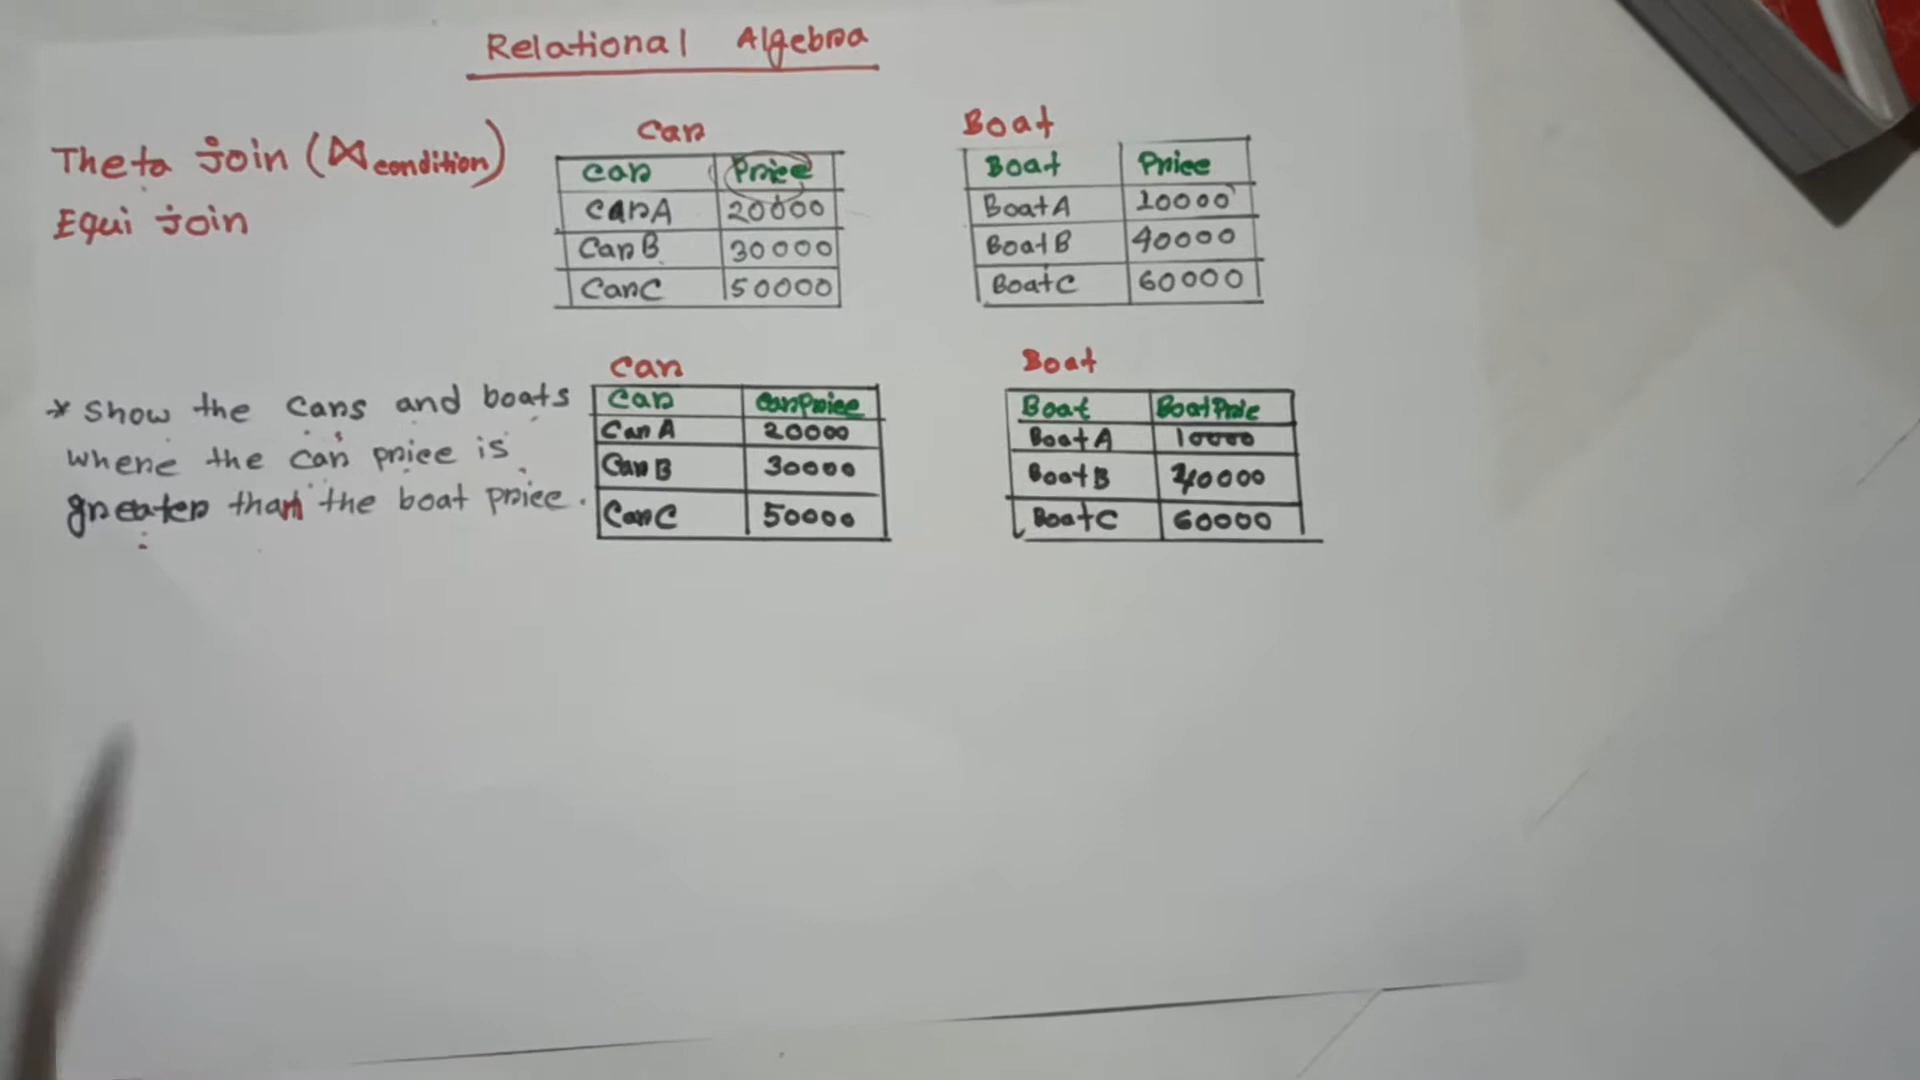 Relational Algebra
Theta join (⋈condition)
Equi join
Car
Car Price
CarA 20000
CarB 30000
CarC 50000
Boat
Boat Price
BoatA 10000
BoatB 40000
BoatC 60000
* Show the cars and boats
where the car price is
greater than the boat price.
Car
Car CarPrice
CarA 20000
CarB 30000
CarC 50000
Boat
Boat BoatPrice
BoatA 10000
BoatB 40000
BoatC 60000